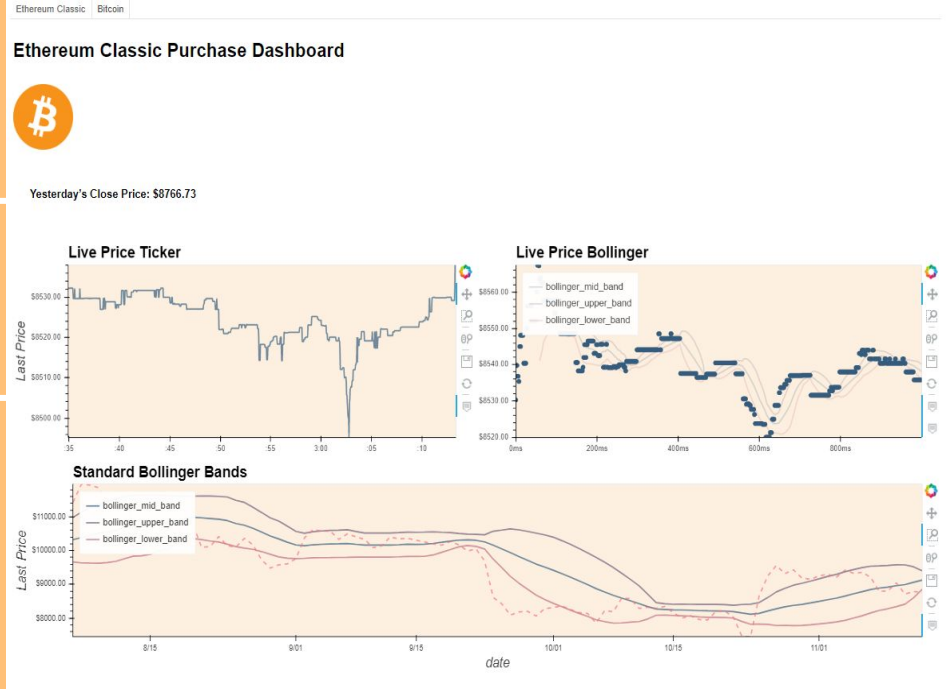 Ethereum Classic Bitcoin
Ethereum Classic Purchase Dashboard
Yesterday's Close Price: $8766.73
Live Price Ticker
Last Price
$8530.00
$8520.00
$8510.00
$8500.00
:35 :40 :45 :50 :55 3:00 :05 :10
Live Price Bollinger
bollinger_mid_band
bollinger_upper_band
bollinger_lower_band
$8560.00
$8550.00
$8540.00
$8530.00
$8520.00
0ms 200ms 400ms 600ms 800ms
Standard Bollinger Bands
bollinger_mid_band
bollinger_upper_band
bollinger_lower_band
Last Price
$11000.00
$10000.00
$9000.00
$8000.00
8/15 9/01 9/15 10/01 10/15 11/01
date